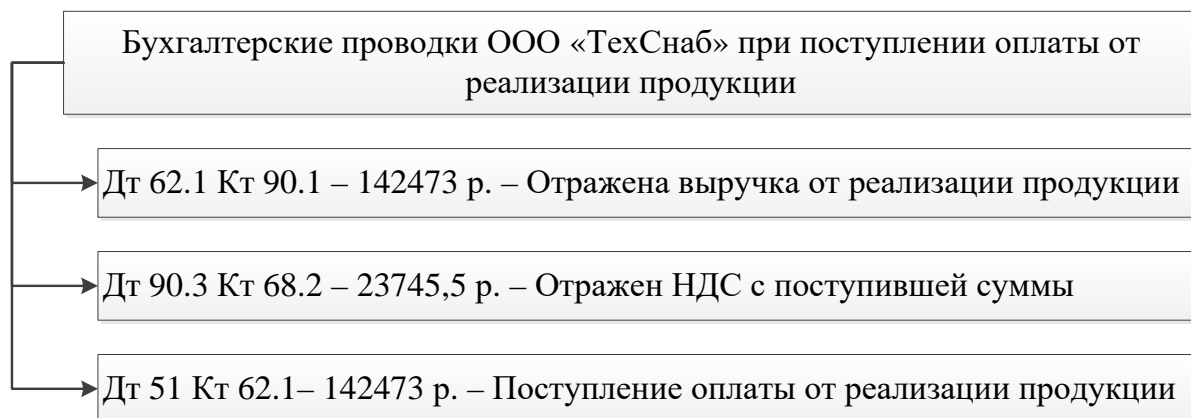 Бухгалтерские проводки ООО «ТехСнаб» при поступлении оплаты от
реализации продукции
Дт 62.1 Кт 90.1 – 142473 р. – Отражена выручка от реализации продукции
Дт 90.3 Кт 68.2 – 23745,5 р. – Отражен НДС с поступившей суммы
Дт 51 Кт 62.1– 142473 р. – Поступление оплаты от реализации продукции